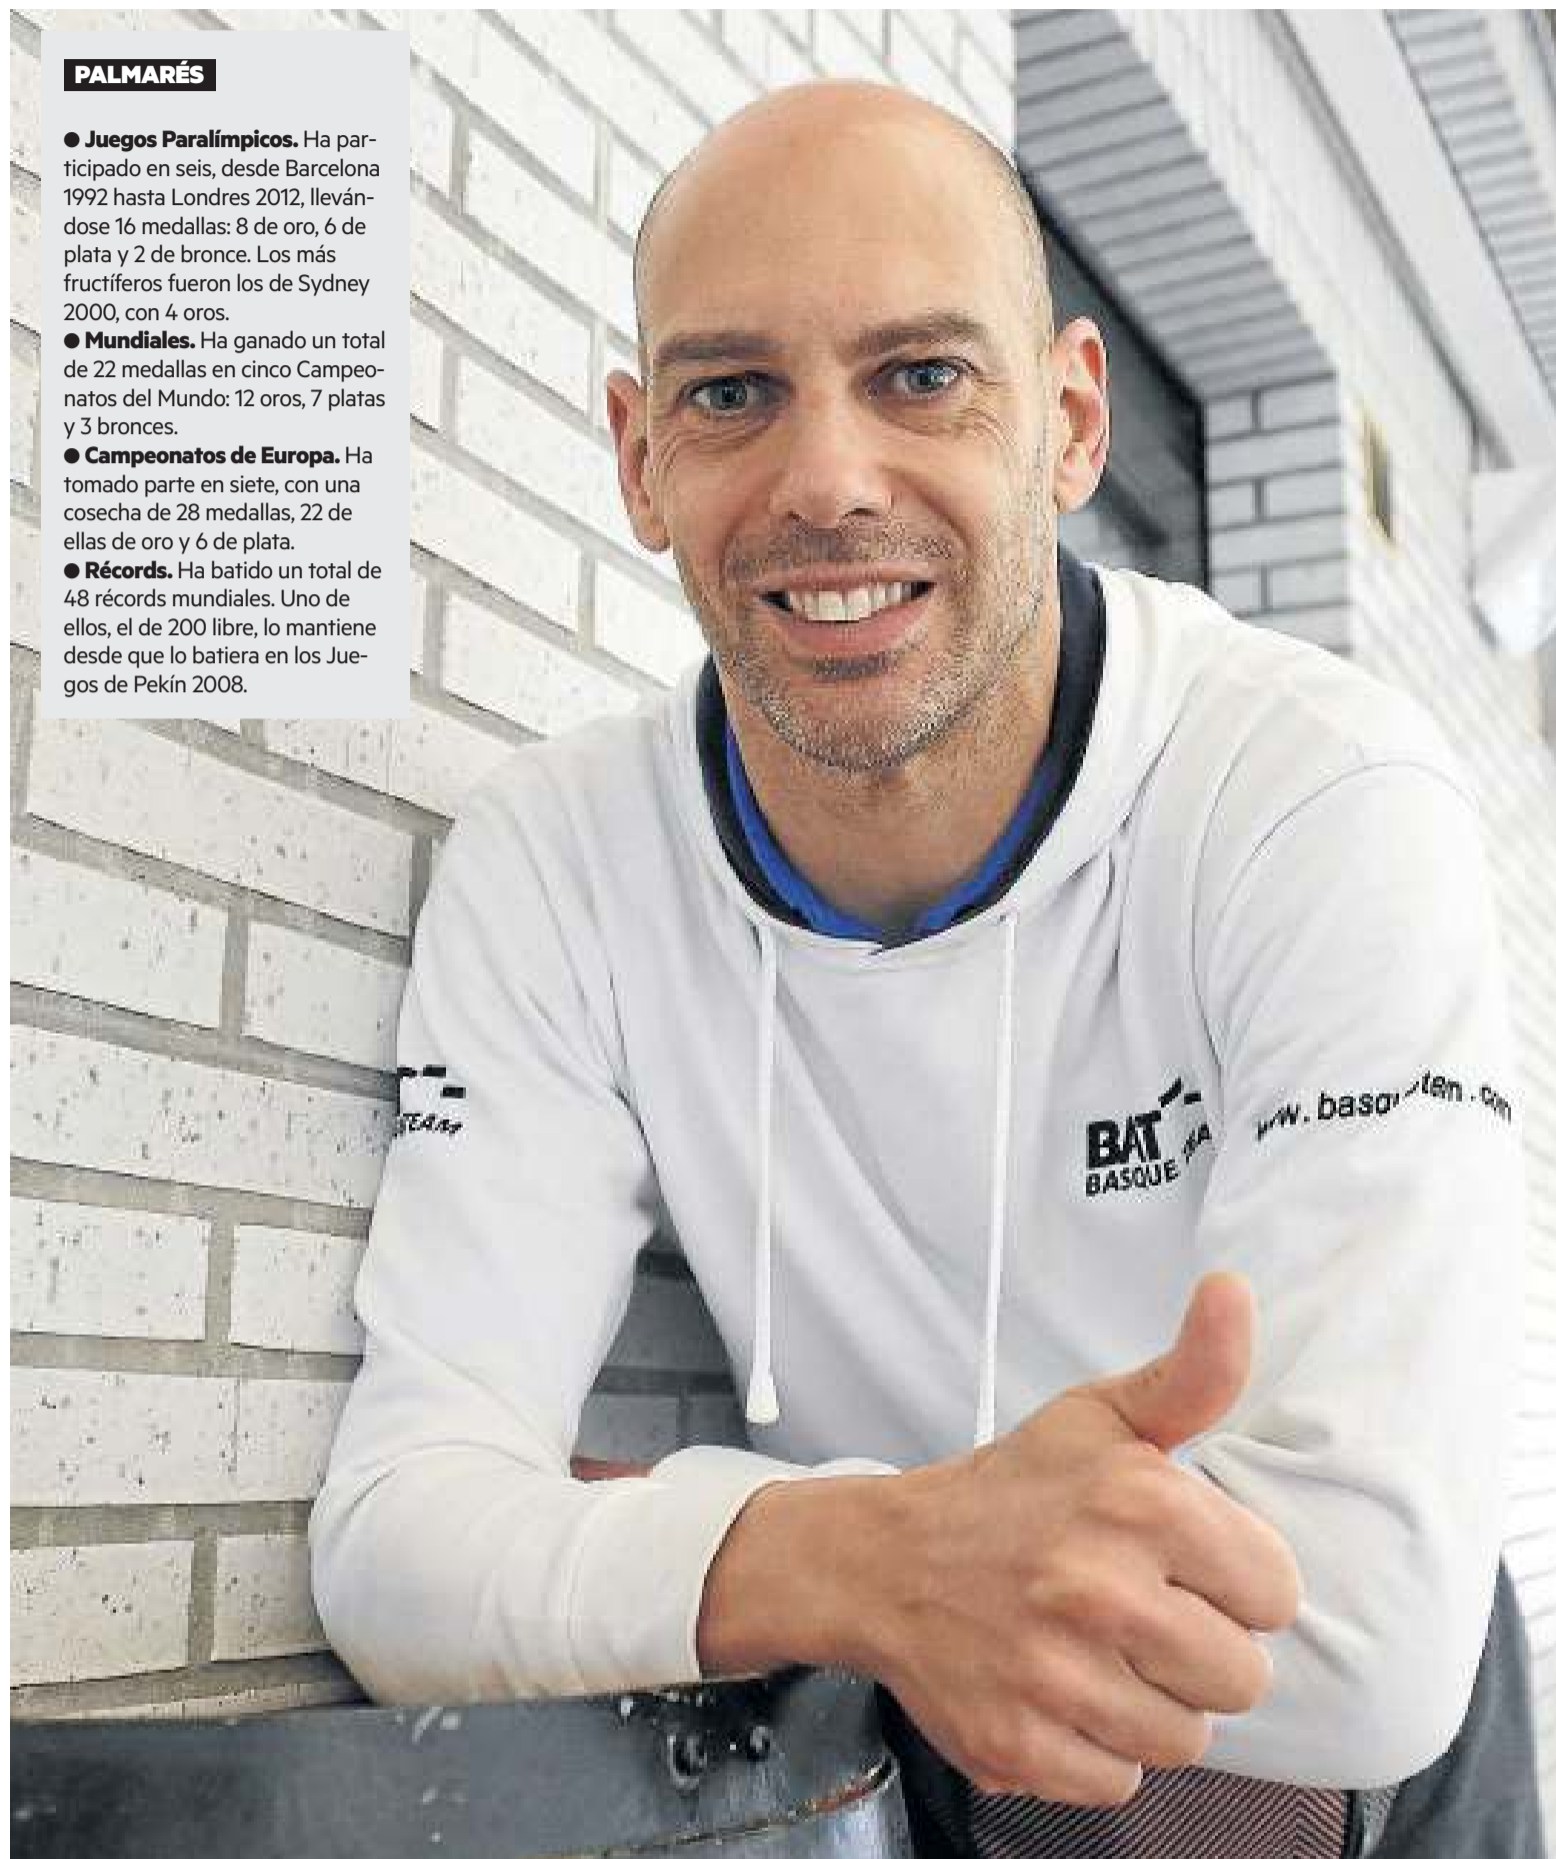 PALMARÉS
● Juegos Paralímpicos. Ha par-
ticipado en seis, desde Barcelona
1992 hasta Londres 2012, lleván-
dose 16 medallas: 8 de oro, 6 de
plata y 2 de bronce. Los más
fructíferos fueron los de Sydney
2000, con 4 oros.
● Mundiales. Ha ganado un total
de 22 medallas en cinco Campeo-
natos del Mundo: 12 oros, 7 platas
y 3 bronces.
● Campeonatos de Europa. Ha
tomado parte en siete, con una
cosecha de 28 medallas, 22 de
ellas de oro y 6 de plata.
● Récords. Ha batido un total de
48 récords mundiales. Uno de
ellos, el de 200 libre, lo mantiene
desde que lo batiera en los Jue-
gos de Pekín 2008.
TEAM
BAT
BASQUE TEA